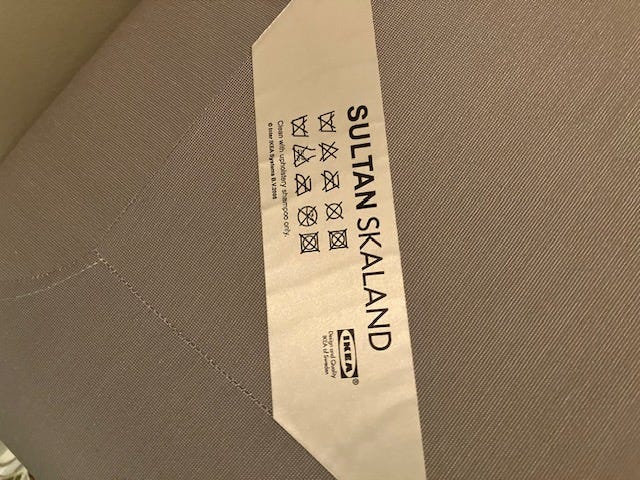 SULTAN SKALAND
Clean with upholstery shampoo only.
© Inter IKEA Systems B.V.2006
IKEA®
Design and Quality
IKEA of Sweden